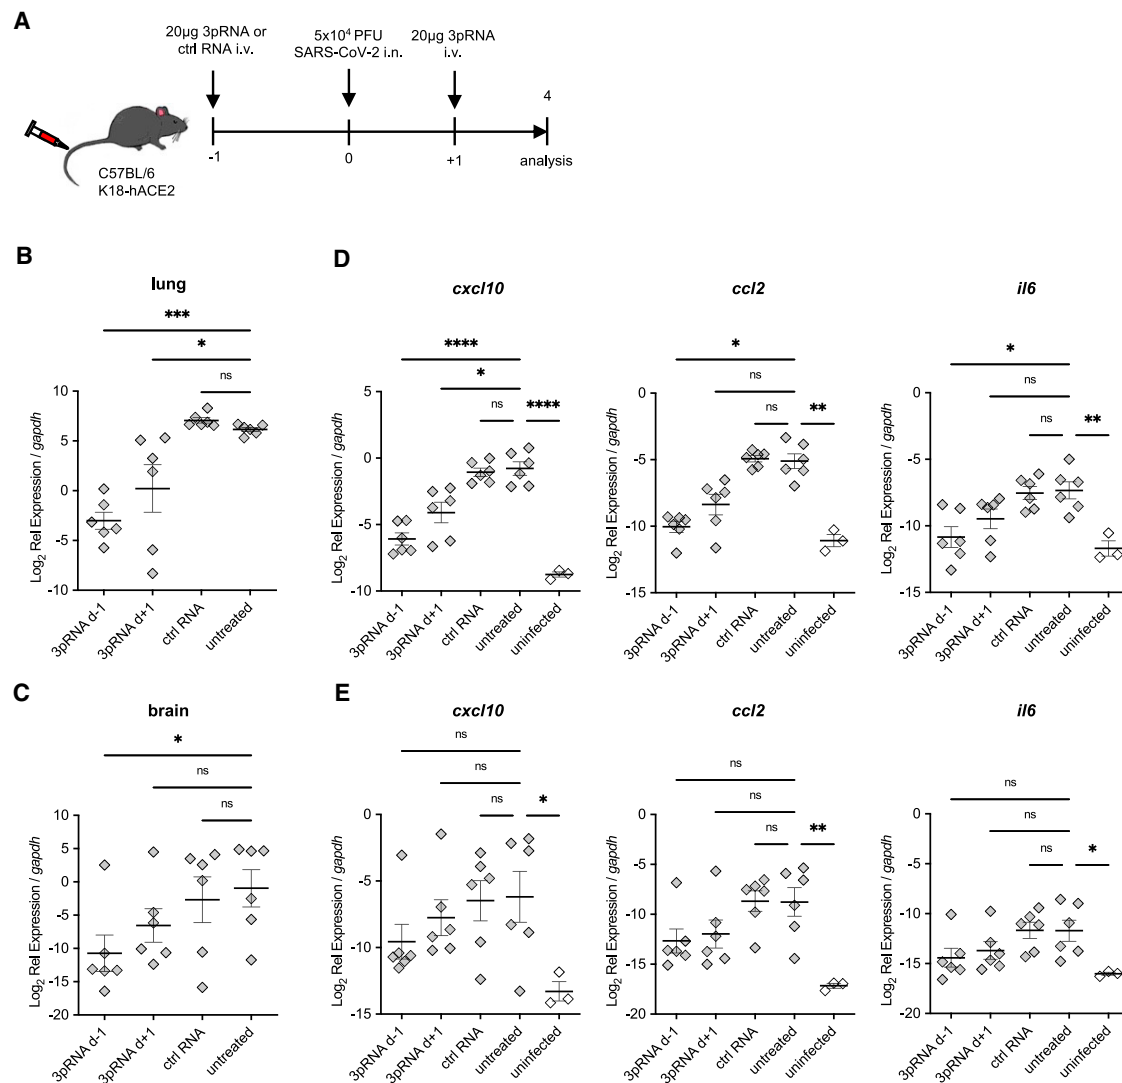 A
20µg 3pRNA or
ctrl RNA i.v.
5x10⁴ PFU
SARS-CoV-2 i.n.
20µg 3pRNA
i.v.
4
-1
0
+1
analysis
C57BL/6
K18-hACE2
B
lung
***
*
ns
Log₂ Rel Expression / gapdh
10
5
0
-5
-10
3pRNA d-1
3pRNA d+1
ctrl RNA
untreated
D
cxcl10
****
*
ns
****
Log₂ Rel Expression / gapdh
5
0
-5
-10
3pRNA d-1
3pRNA d+1
ctrl RNA
untreated
uninfected
ccl2
*
ns
ns
**
Log₂ Rel Expression / gapdh
0
-5
-10
-15
3pRNA d-1
3pRNA d+1
ctrl RNA
untreated
uninfected
il6
*
ns
ns
**
Log₂ Rel Expression / gapdh
0
-5
-10
-15
3pRNA d-1
3pRNA d+1
ctrl RNA
untreated
uninfected
C
brain
*
ns
ns
Log₂ Rel Expression / gapdh
10
5
0
-5
-10
-15
-20
3pRNA d-1
3pRNA d+1
ctrl RNA
untreated
E
cxcl10
ns
ns
ns
*
Log₂ Rel Expression / gapdh
0
-5
-10
-15
3pRNA d-1
3pRNA d+1
ctrl RNA
untreated
uninfected
ccl2
ns
ns
ns
**
Log₂ Rel Expression / gapdh
0
-5
-10
-15
-20
3pRNA d-1
3pRNA d+1
ctrl RNA
untreated
uninfected
il6
ns
ns
ns
*
Log₂ Rel Expression / gapdh
0
-5
-10
-15
-20
3pRNA d-1
3pRNA d+1
ctrl RNA
untreated
uninfected